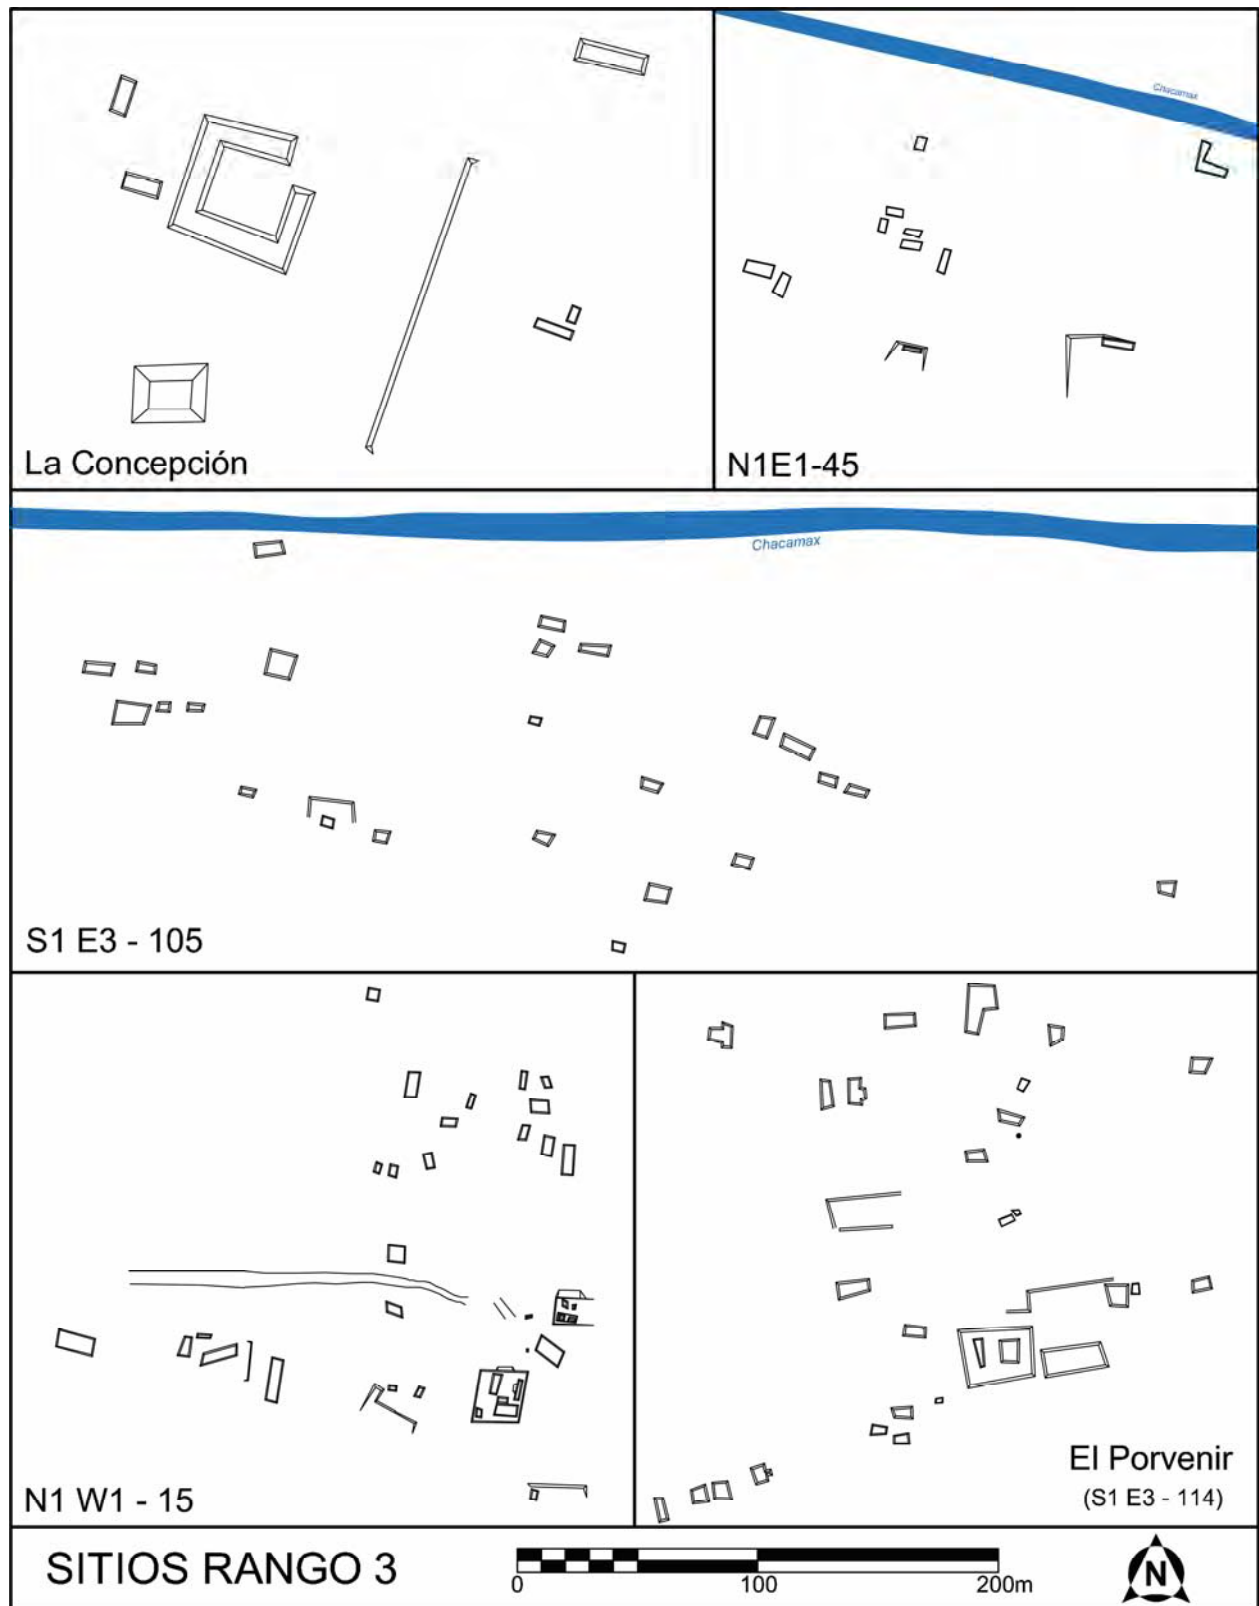 Chacamax
La Concepción
N1E1-45
Chacamax
S1 E3 - 105
N1 W1 - 15
El Porvenir
(S1 E3 - 114)
SITIOS RANGO 3
0 100 200m
N